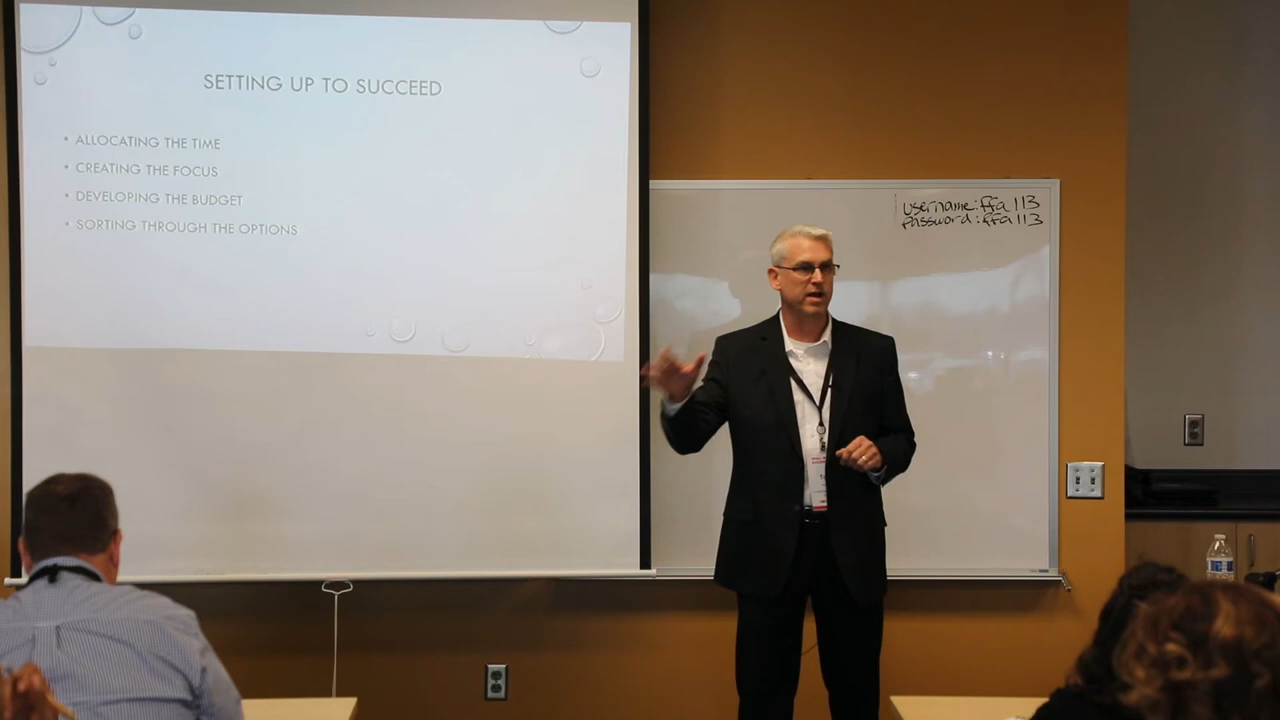 SETTING UP TO SUCCEED
• ALLOCATING THE TIME
• CREATING THE FOCUS
• DEVELOPING THE BUDGET
• SORTING THROUGH THE OPTIONS
username: ffa113
password: ffa113